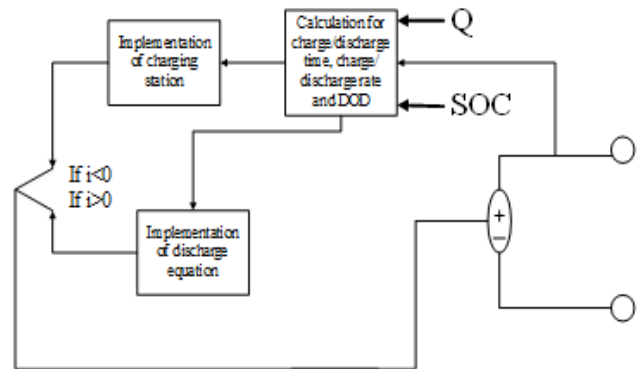 Implementation
of charging
station
Calculation for
charge/discharge
time, charge/
discharge rate
and DOD
Q
SOC
If i<0
If i>0
Implementation
of discharge
equation
+
−